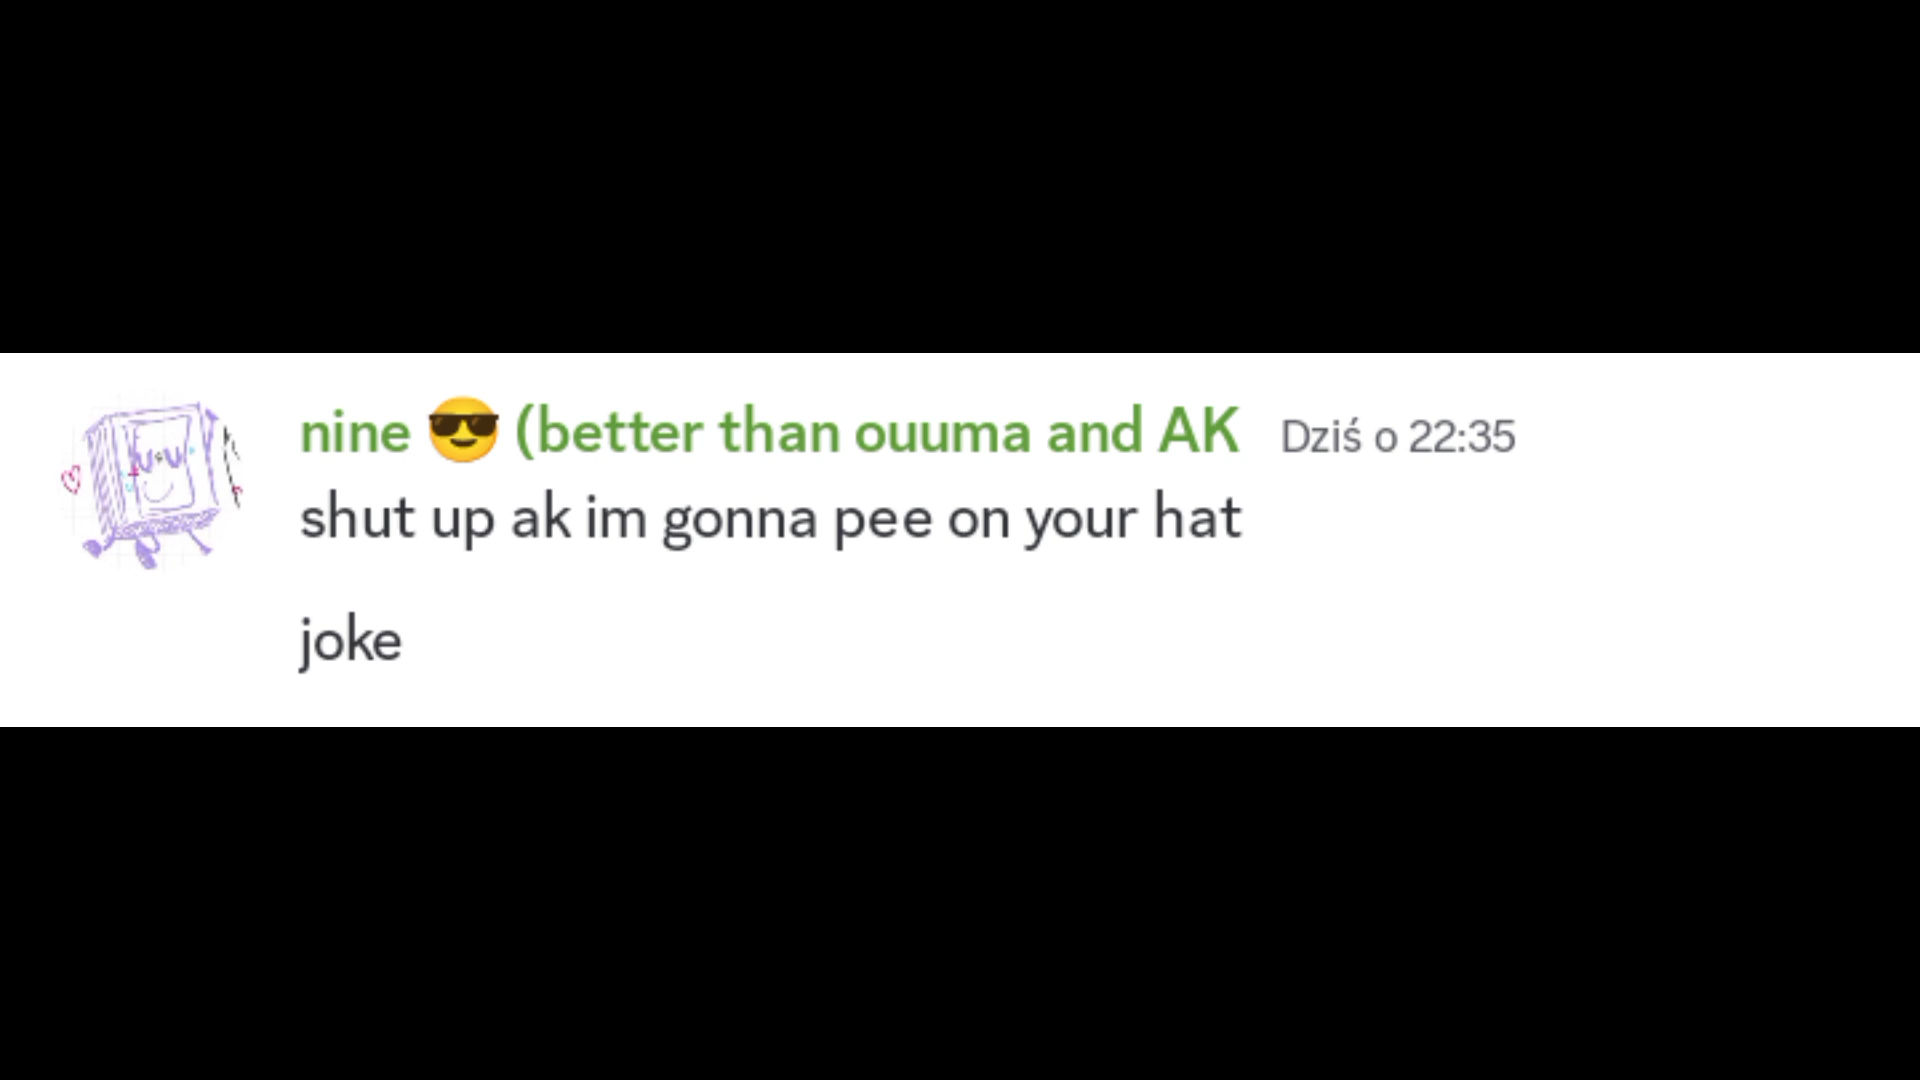 nine 😎 (better than ouuma and AK Dziś o 22:35
shut up ak im gonna pee on your hat
joke